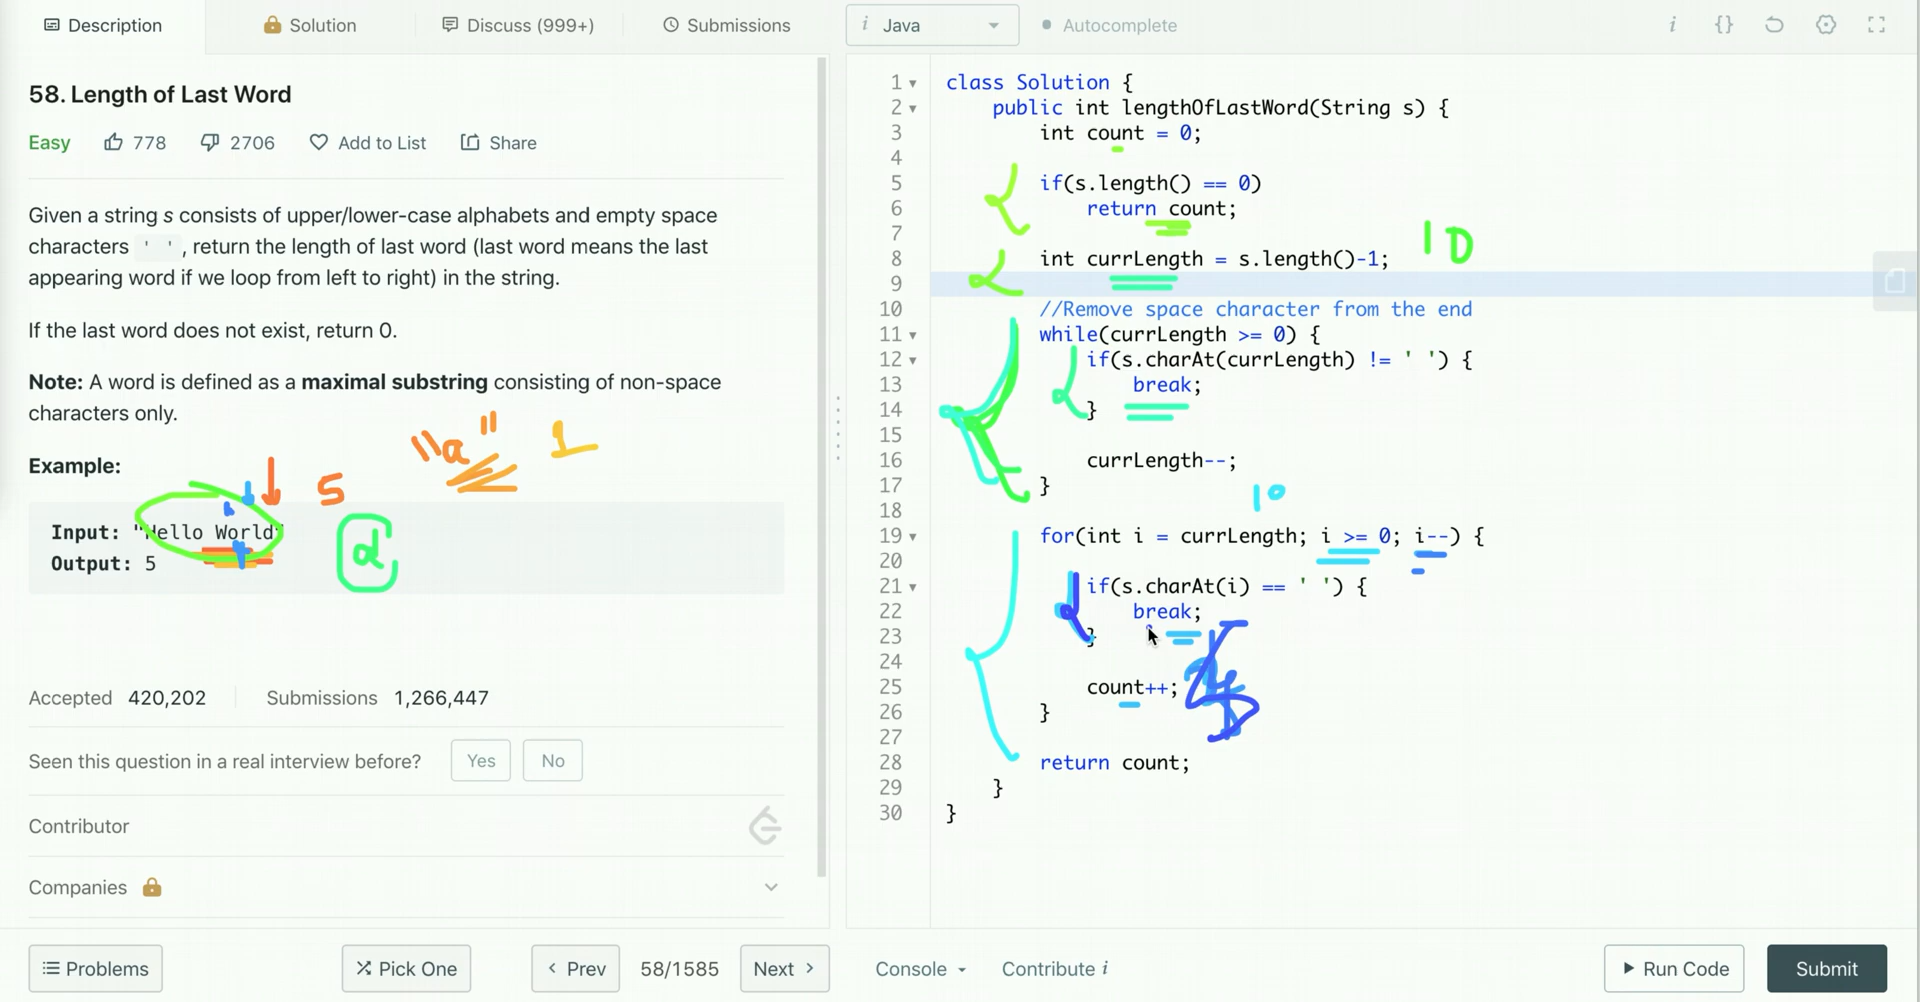 Description
Solution
Discuss (999+)
Submissions
58. Length of Last Word
Easy
778
2706
Add to List
Share
Given a string s consists of upper/lower-case alphabets and empty space
characters ' ', return the length of last word (last word means the last
appearing word if we loop from left to right) in the string.
If the last word does not exist, return 0.
Note: A word is defined as a maximal substring consisting of non-space
characters only.
"a" 1
Example:
5
Input: "Hello World"
Output: 5
Accepted 420,202
Submissions 1,266,447
Seen this question in a real interview before?
Yes
No
Contributor
Companies
Problems
Pick One
Prev
58/1585
Next
i Java
Autocomplete
i
{}
1 class Solution {
2 public int lengthOfLastWord(String s) {
3 int count = 0;
4
5 if(s.length() == 0)
6 return count;
7
8 int currLength = s.length()-1;
9
10 //Remove space character from the end
11 while(currLength >= 0) {
12 if(s.charAt(currLength) != ' ') {
13 break;
14 }
15
16 currLength--;
17 }
18
19 for(int i = currLength; i >= 0; i--) {
20
21 if(s.charAt(i) == ' ') {
22 break;
23 }
24
25 count++;
26 }
27
28 return count;
29 }
30 }
10
10
Console
Contribute i
Run Code
Submit